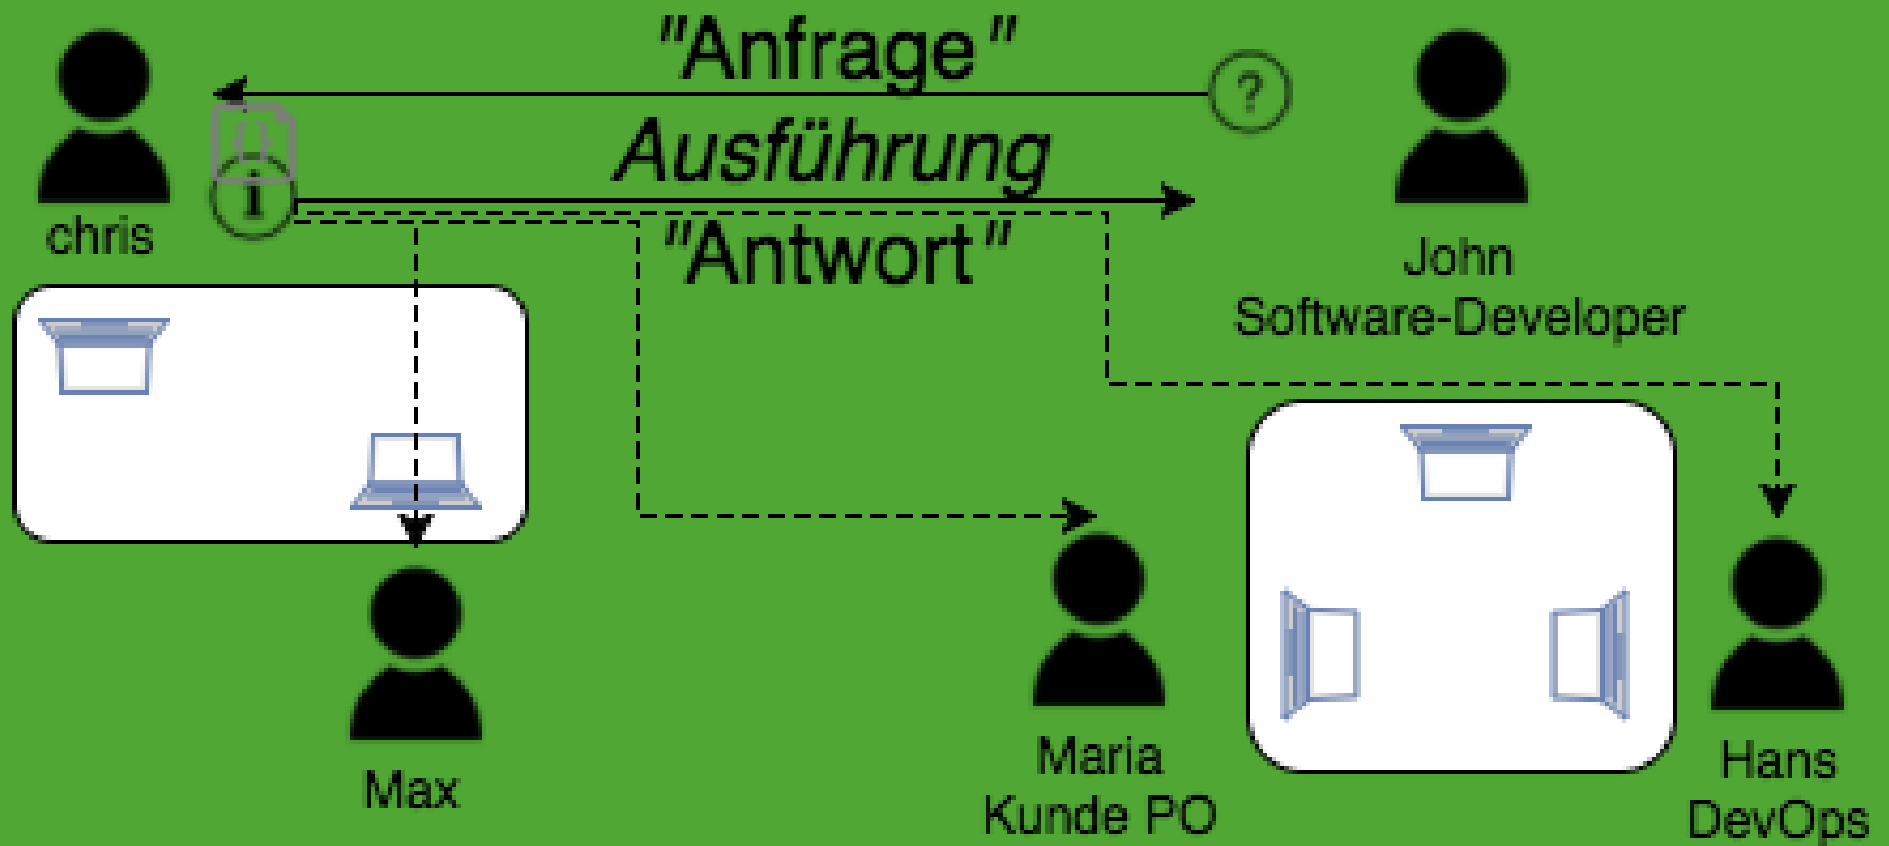 "Anfrage"
?
Ausführung
i
chris
"Antwort"
John
Software-Developer
Max
Maria
Kunde PO
Hans
DevOps